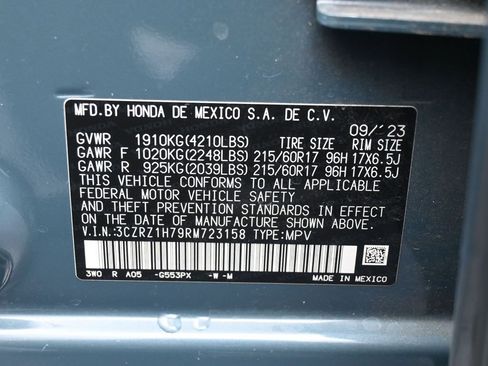 MFD.BY HONDA DE MEXICO S.A. DE C.V.
09/'23
GVWR 1910KG(4210LBS) TIRE SIZE RIM SIZE
GAWR F 1020KG(2248LBS) 215/60R17 96H 17X6.5J
GAWR R 925KG(2039LBS) 215/60R17 96H 17X6.5J
THIS VEHICLE CONFORMS TO ALL APPLICABLE
FEDERAL MOTOR VEHICLE SAFETY, BUMPER,
AND THEFT PREVENTION STANDARDS IN EFFECT
ON THE DATE OF MANUFACTURE SHOWN ABOVE.
V.I.N.:3CZRZ1H79RM723158 TYPE:MPV
3W0 R A05 -G553PX -W-M MADE IN MEXICO